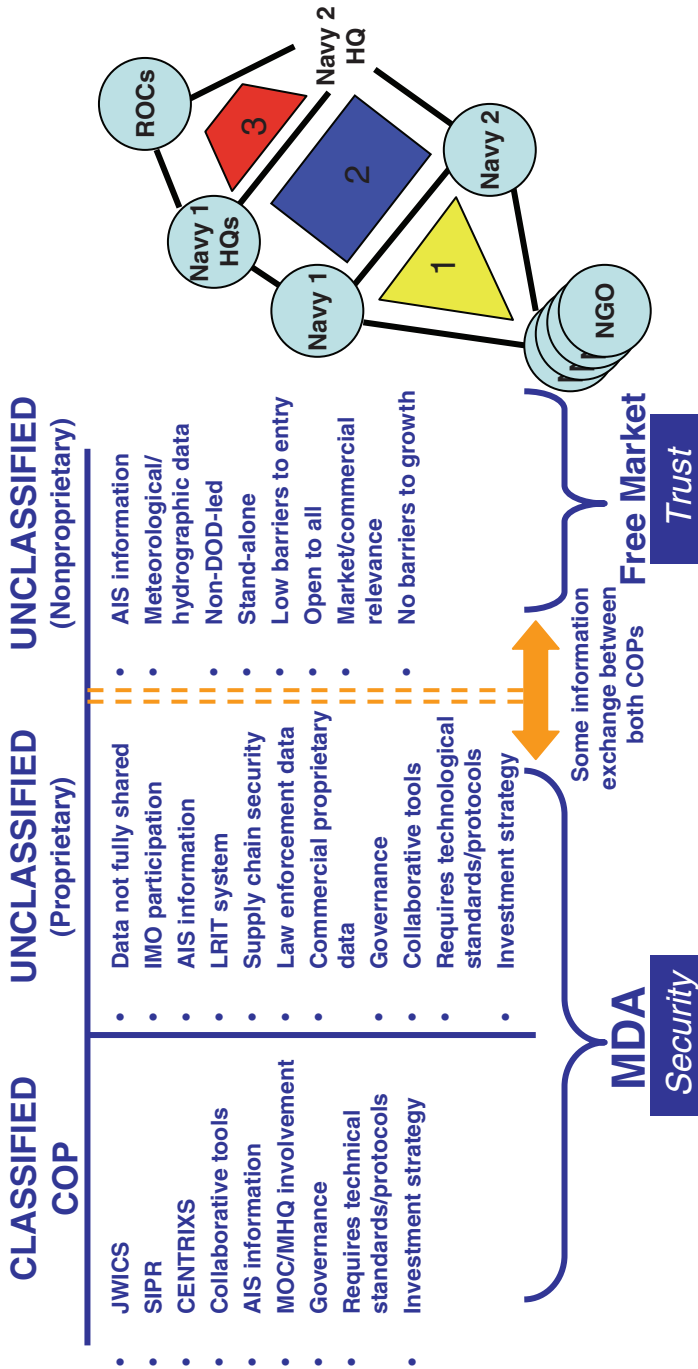 CLASSIFIED
COP
• JWICS
• SIPR
• CENTRIXS
• Collaborative tools
• AIS information
• MOC/MHQ involvement
• Governance
• Requires technical
standards/protocols
• Investment strategy
UNCLASSIFIED
(Proprietary)
• Data not fully shared
• IMO participation
• AIS information
• LRIT system
• Supply chain security
• Law enforcement data
• Commercial proprietary
data
• Governance
• Collaborative tools
• Requires technological
standards/protocols
• Investment strategy
UNCLASSIFIED
(Nonproprietary)
• AIS information
• Meteorological/
hydrographic data
• Non-DOD-led
• Stand-alone
• Low barriers to entry
• Open to all
• Market/commercial
relevance
• No barriers to growth
MDA
Security
Some information
exchange between
both COPs
Free Market
Trust
ROCs
Navy 1
HQs
3
Navy 2
HQ
Navy 1
2
1
Navy 2
NGO